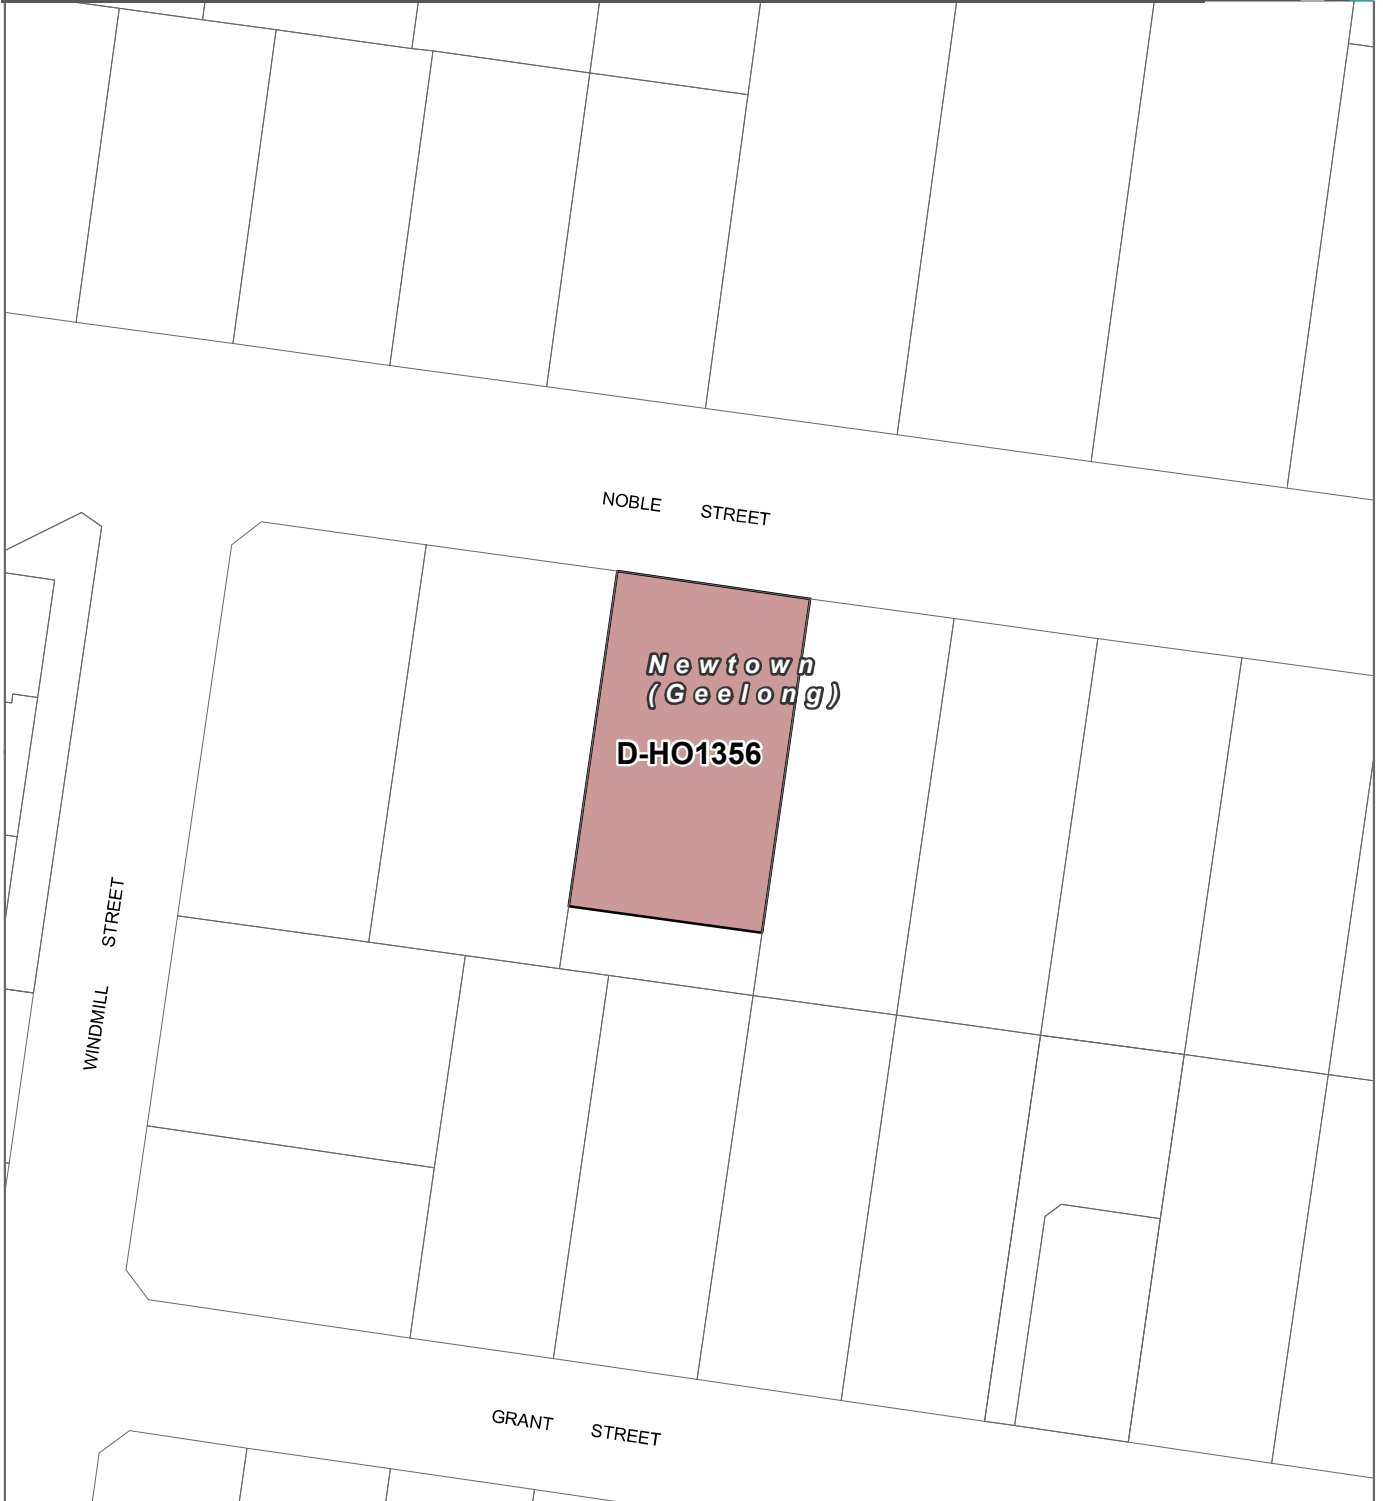 NOBLE STREET
Newtown
(Geelong)
D-HO1356
WINDMILL STREET
GRANT STREET